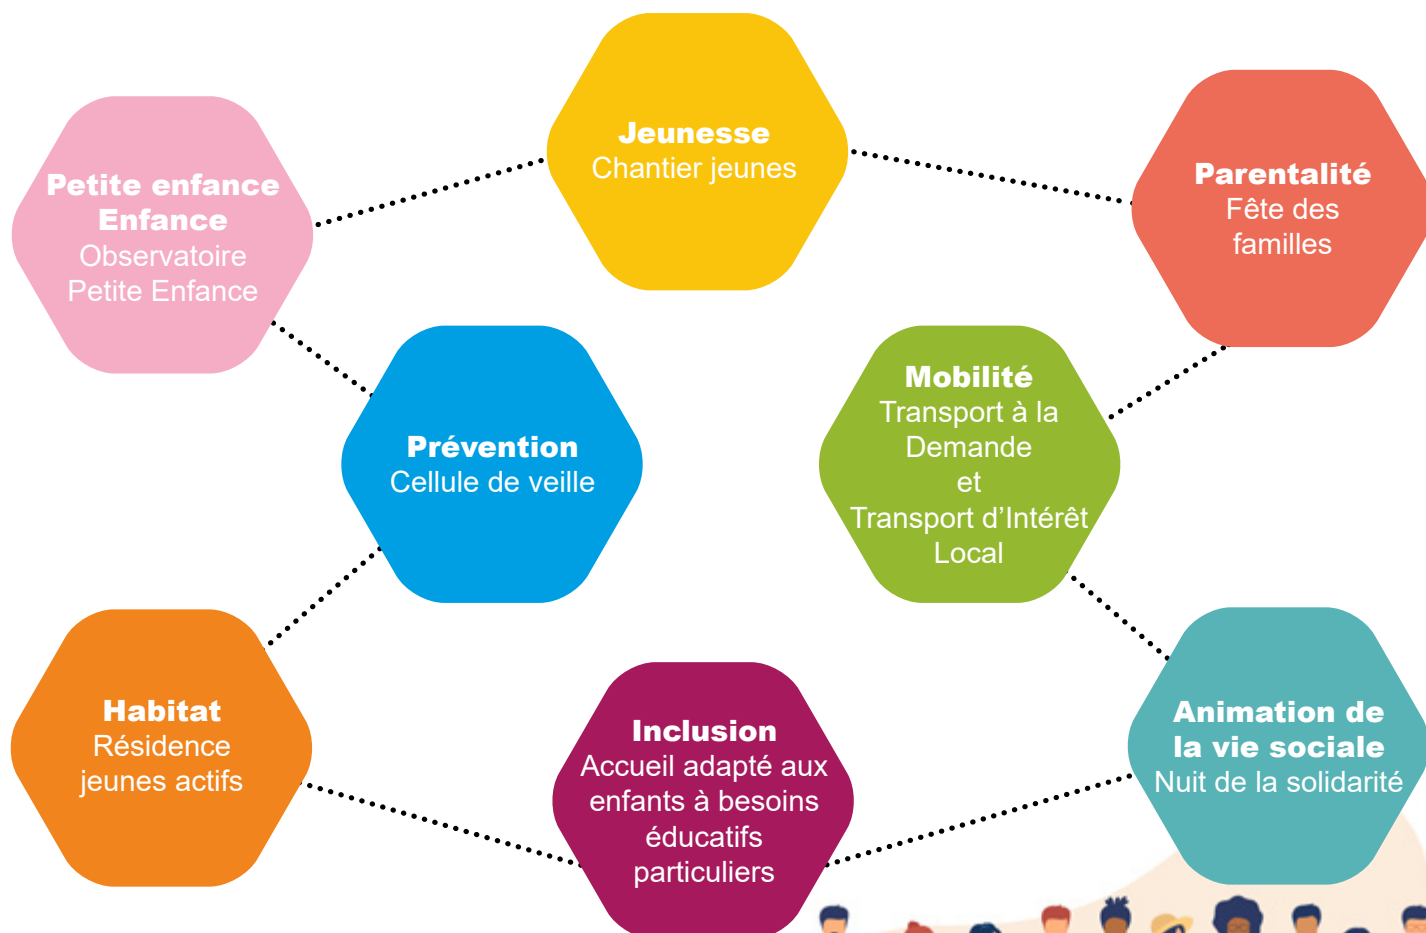 Jeunesse
Chantier jeunes
Parentalité
Fête des
familles
Petite enfance
Enfance
Observatoire
Petite Enfance
Prévention
Cellule de veille
Mobilité
Transport à la
Demande
et
Transport d’Intérêt
Local
Habitat
Résidence
jeunes actifs
Inclusion
Accueil adapté aux
enfants à besoins
éducatifs
particuliers
Animation de
la vie sociale
Nuit de la solidarité